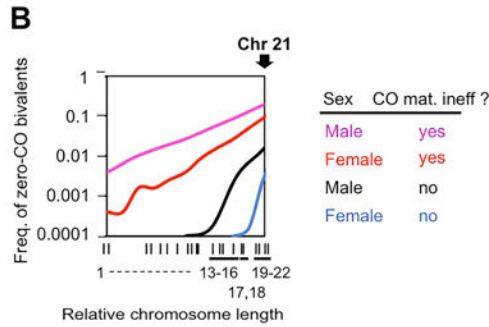 B
Chr 21
Freq. of zero-CO bivalents
1
0.1
0.01
0.001
0.0001
1 ----------- 13-16 19-22
17,18
Relative chromosome length
Sex CO mat. ineff ?
Male yes
Female yes
Male no
Female no